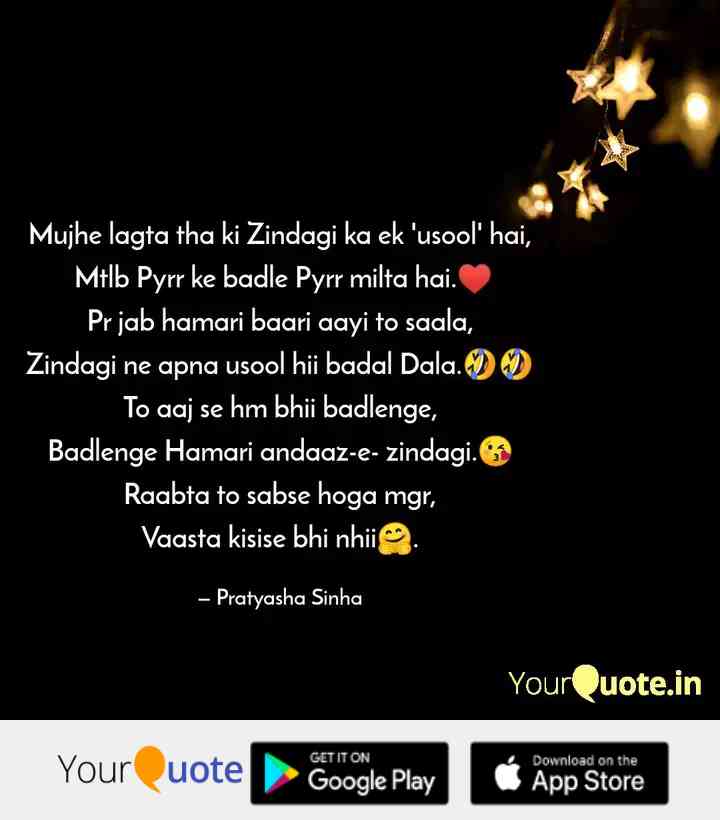 Mujhe lagta tha ki Zindagi ka ek 'usool' hai,
Mtlb Pyrr ke badle Pyrr milta hai.❤️
Pr jab hamari baari aayi to saala,
Zindagi ne apna usool hii badal Dala.🤣🤣
To aaj se hm bhii badlenge,
Badlenge Hamari andaaz-e- zindagi.😘
Raabta to sabse hoga mgr,
Vaasta kisise bhi nhii🤗.
– Pratyasha Sinha
YourQuote.in
YourQuote
GET IT ON
Google Play
Download on the
App Store